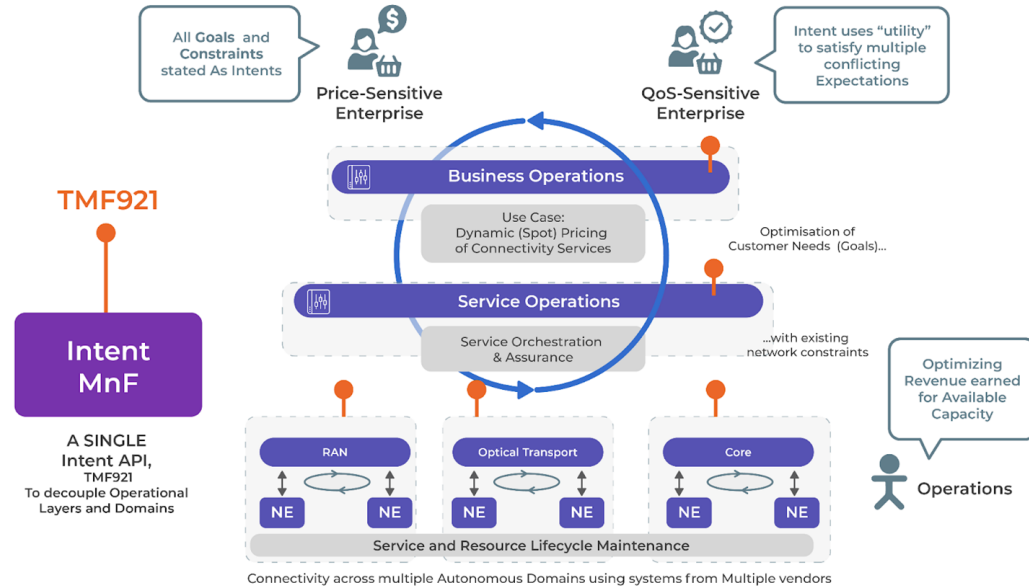 All Goals and
Constraints
stated As Intents
$
Price-Sensitive
Enterprise
QoS-Sensitive
Enterprise
Intent uses “utility”
to satisfy multiple
conflicting
Expectations
TMF921
Intent
MnF
A SINGLE
Intent API,
TMF921
To decouple Operational
Layers and Domains
Business Operations
Use Case:
Dynamic (Spot) Pricing
of Connectivity Services
Optimisation of
Customer Needs (Goals)...
Service Operations
Service Orchestration
& Assurance
...with existing
network constraints
Optimizing
Revenue earned
for Available
Capacity
Operations
RAN
NE
NE
Optical Transport
NE
NE
Core
NE
NE
Service and Resource Lifecycle Maintenance
Connectivity across multiple Autonomous Domains using systems from Multiple vendors